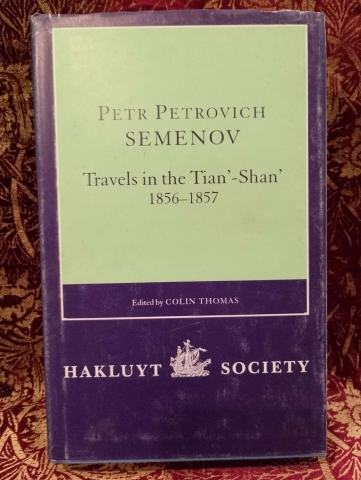 PETR PETROVICH
SEMENOV
Travels in the Tian'-Shan'
1856–1857
Edited by COLIN THOMAS
HAKLUYT SOCIETY